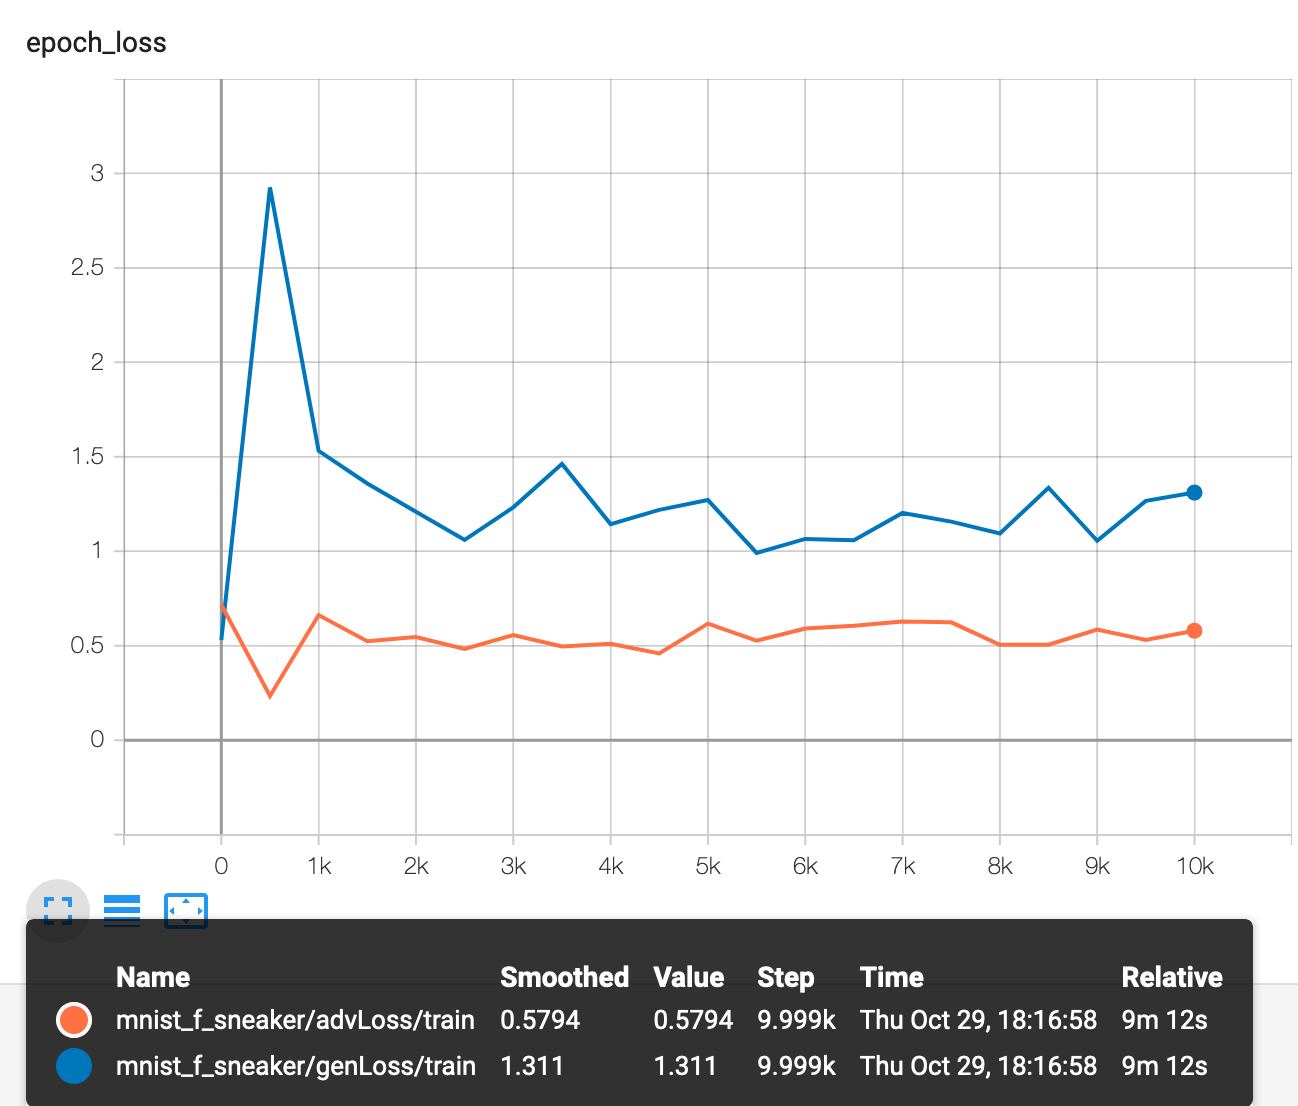 epoch_loss
3
2.5
2
1.5
1
0.5
0
0 1k 2k 3k 4k 5k 6k 7k 8k 9k 10k
Name Smoothed Value Step Time Relative
mnist_f_sneaker/advLoss/train 0.5794 0.5794 9.999k Thu Oct 29, 18:16:58 9m 12s
mnist_f_sneaker/genLoss/train 1.311 1.311 9.999k Thu Oct 29, 18:16:58 9m 12s